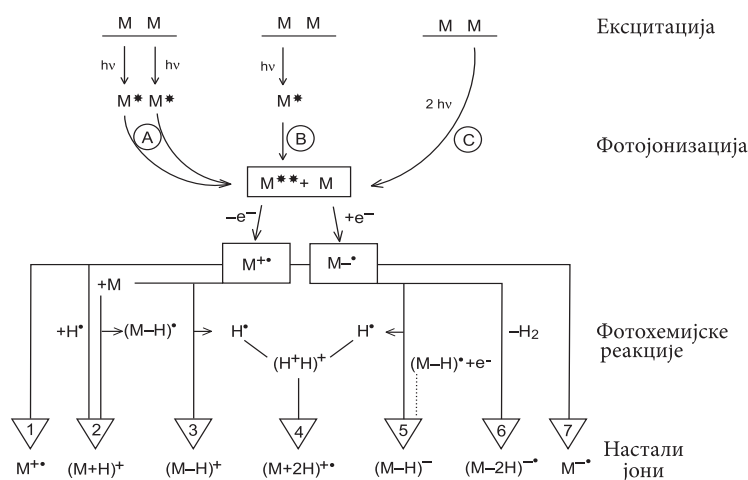 M M M M M M Ексцитација
hν hν hν
M* M* M* 2 hν
A B C Фотојонизација
M** + M
–e– +e–
M+• M–•
+M
+H• (M–H)• H• H• –H2 Фотохемијске
реакције
(H+H)+ (M–H)•+e-
1 2 3 4 5 6 7
M+• (M+H)+ (M–H)+ (M+2H)+• (M–H)– (M–2H)–• M–• Настали
јони